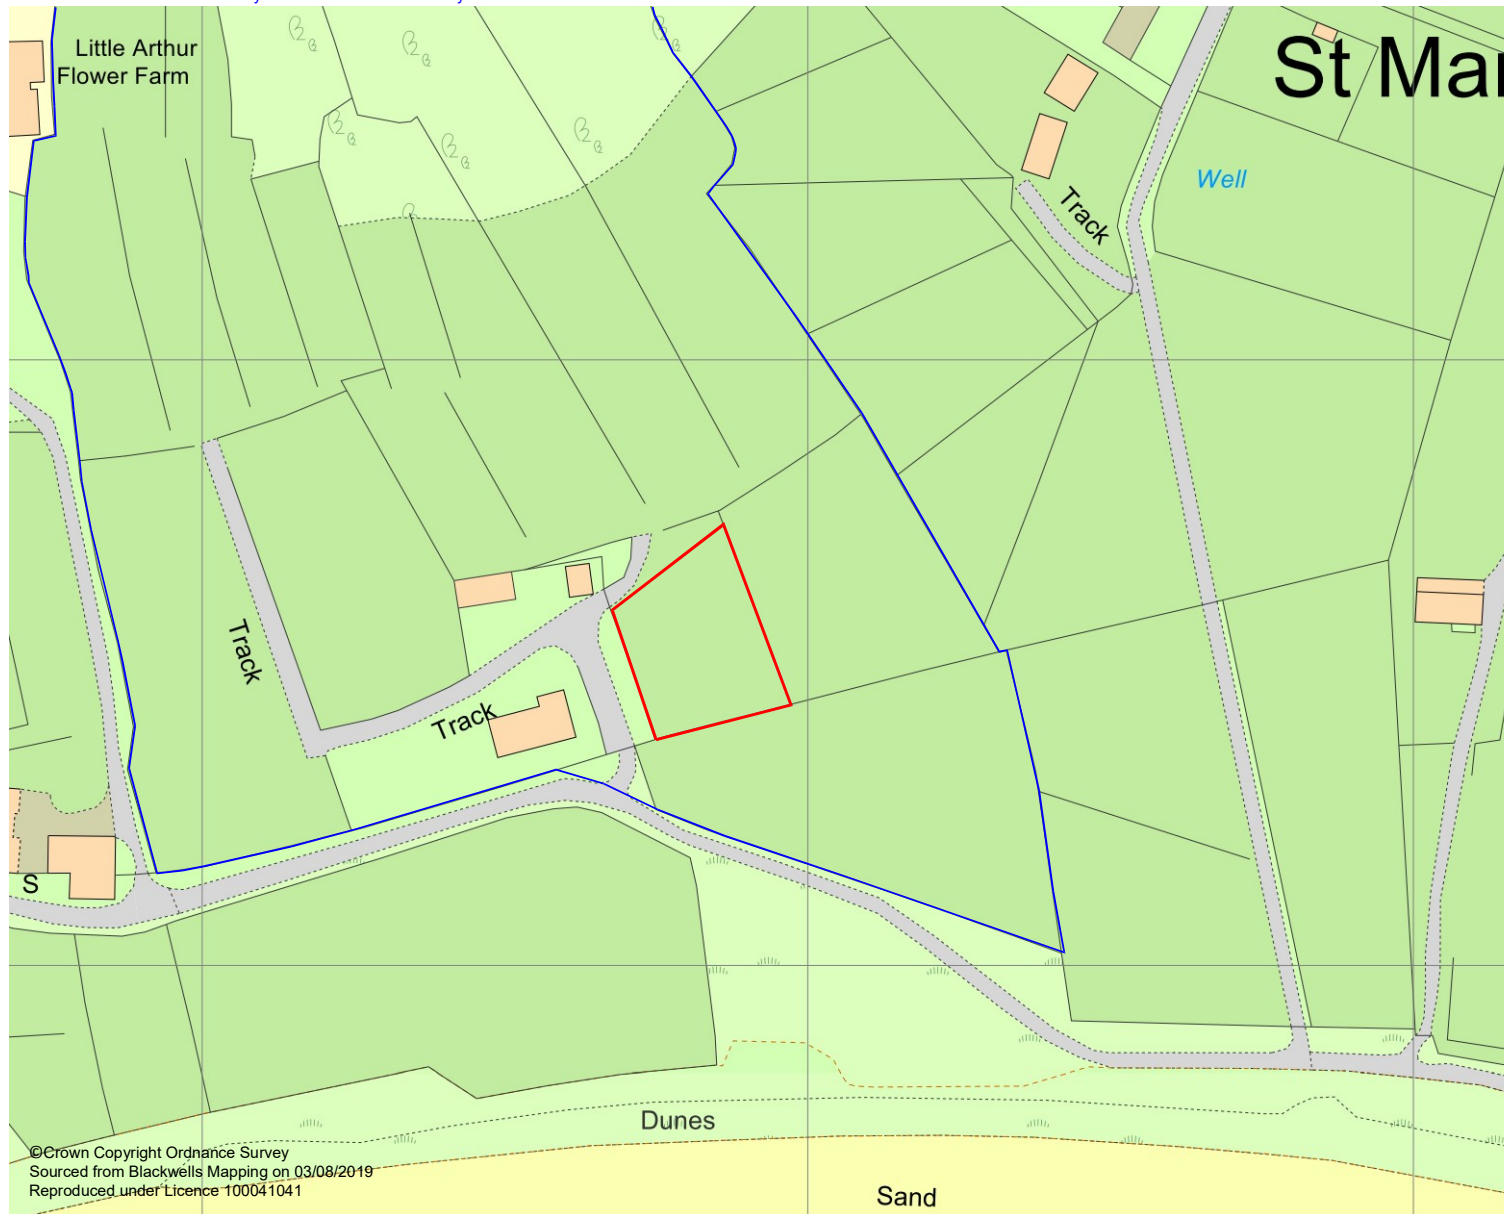 Little Arthur
Flower Farm
St Mar
Well
Track
Track
Track
S
Dunes
©Crown Copyright Ordnance Survey
Sourced from Blackwells Mapping on 03/08/2019
Reproduced under Licence 100041041
Sand